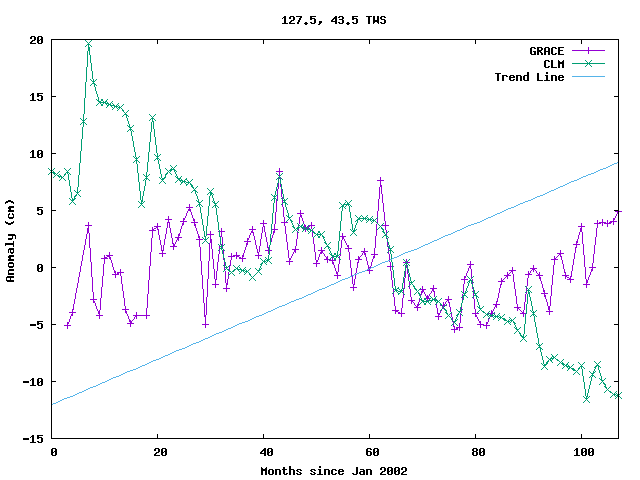 127.5, 43.5 TWS
GRACE
CLM
Trend Line
20
15
10
5
0
-5
-10
-15
Anomaly (cm)
0 20 40 60 80 100
Months since Jan 2002